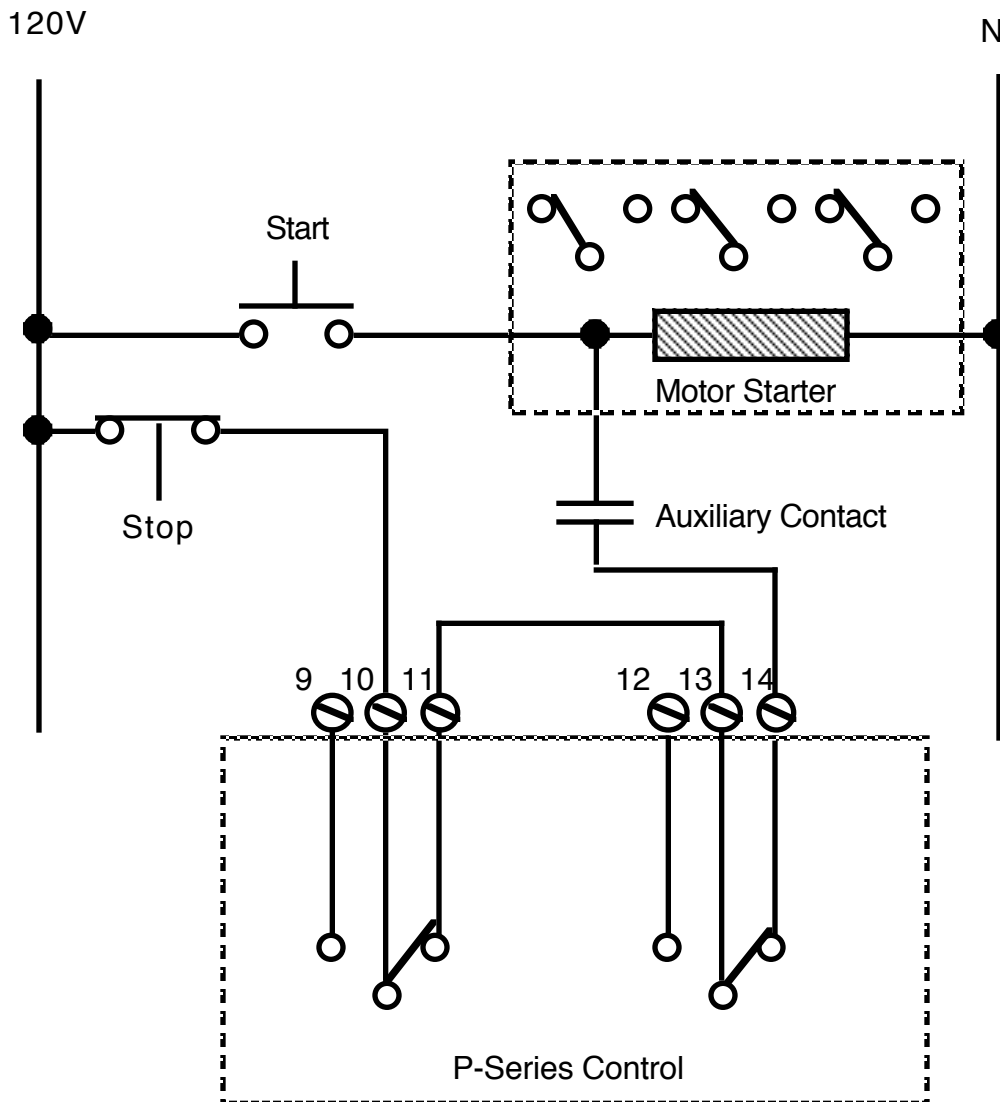 120V
N
Start
Motor Starter
Stop
Auxiliary Contact
9 10 11 12 13 14
P-Series Control